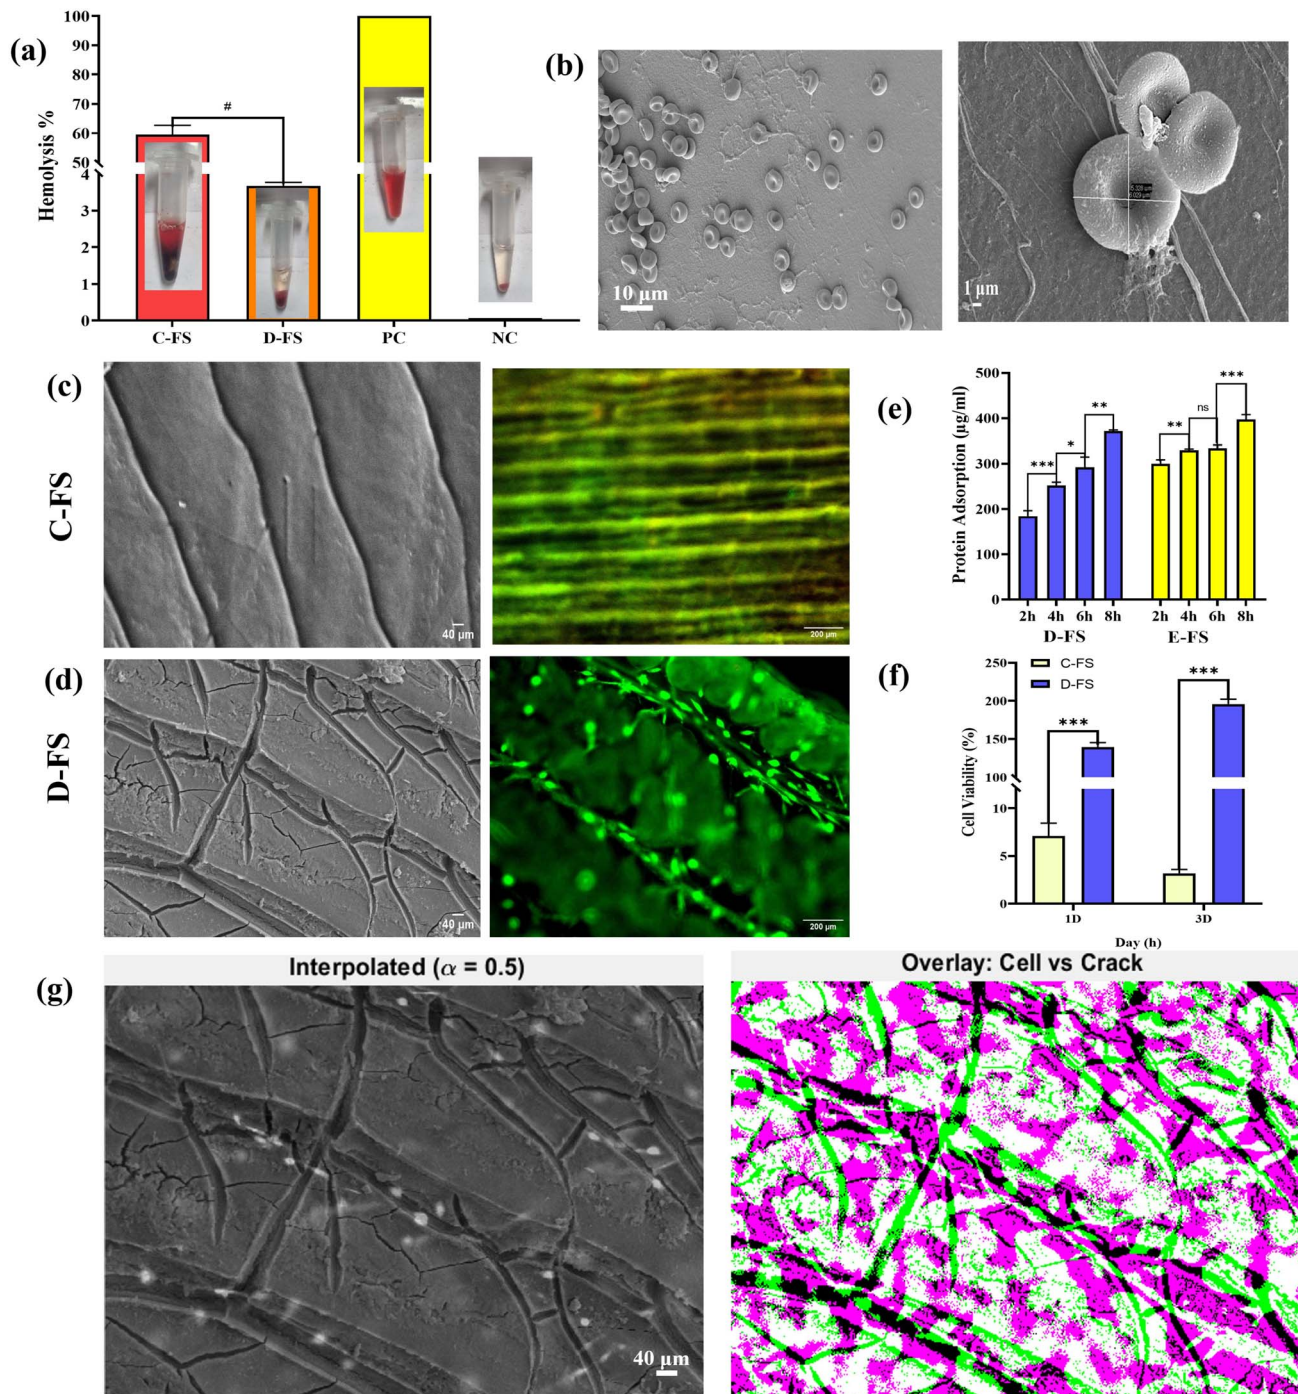 (a)
Hemolysis %
100
90
80
70
60
50
4
3
2
1
0
#
C-FS
D-FS
PC
NC
(b)
10 µm
1 µm
(c)
C-FS
40 µm
200 µm
(d)
D-FS
40 µm
200 µm
(e)
Protein Adsorption (µg/ml)
500
400
300
200
100
0
***
*
**
**
ns
***
2h 4h 6h 8h
2h 4h 6h 8h
D-FS
E-FS
(f)
Cell Viability (%)
250
200
150
100
10
5
0
C-FS
D-FS
***
***
1D
3D
Day (h)
(g)
Interpolated (α = 0.5)
40 µm
Overlay: Cell vs Crack